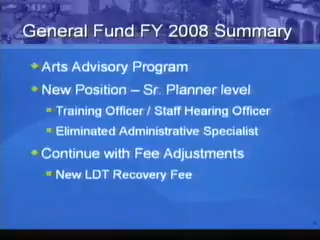 General Fund FY 2008 Summary
Arts Advisory Program
New Position – Sr. Planner level
Training Officer / Staff Hearing Officer
Eliminated Administrative Specialist
Continue with Fee Adjustments
New LDT Recovery Fee